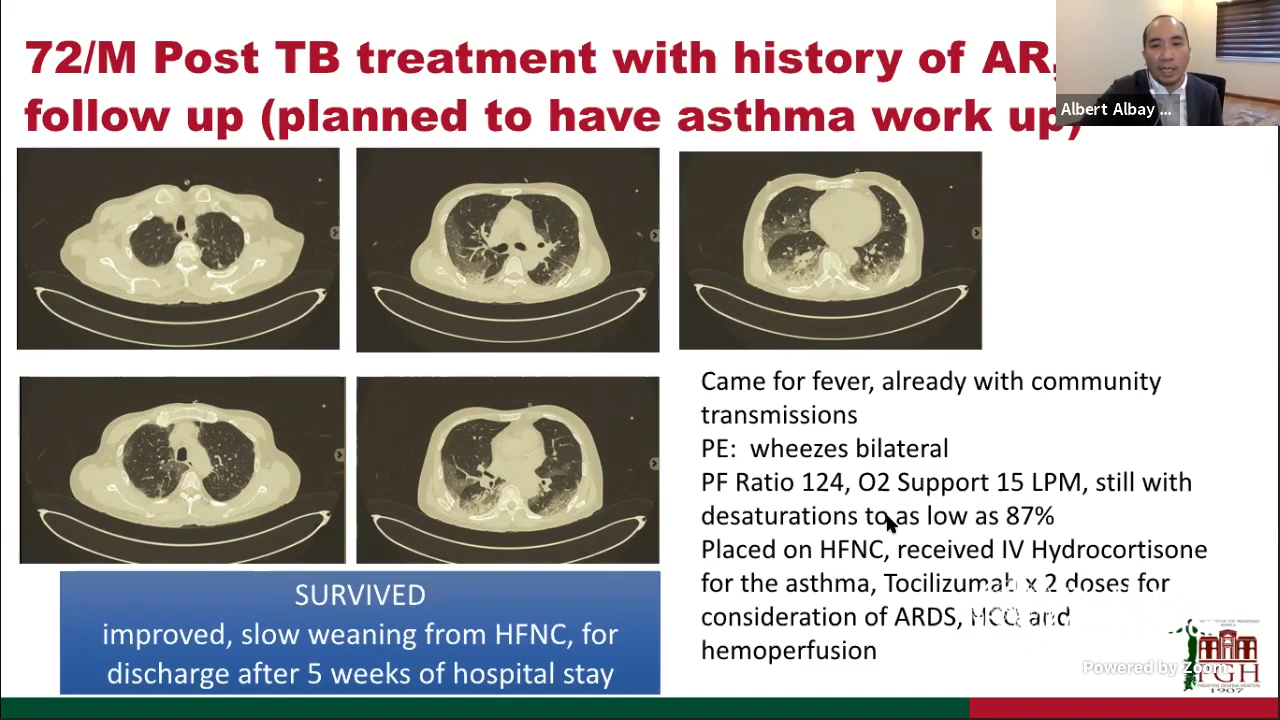 72/M Post TB treatment with history of AR,
follow up (planned to have asthma work up)
Albert Albay ...
Came for fever, already with community
transmissions
PE: wheezes bilateral
PF Ratio 124, O2 Support 15 LPM, still with
desaturations to as low as 87%
Placed on HFNC, received IV Hydrocortisone
for the asthma, Tocilizumab x 2 doses for
consideration of ARDS, and
hemoperfusion
SURVIVED
improved, slow weaning from HFNC, for
discharge after 5 weeks of hospital stay
Powered by Zoom
PGH
1907